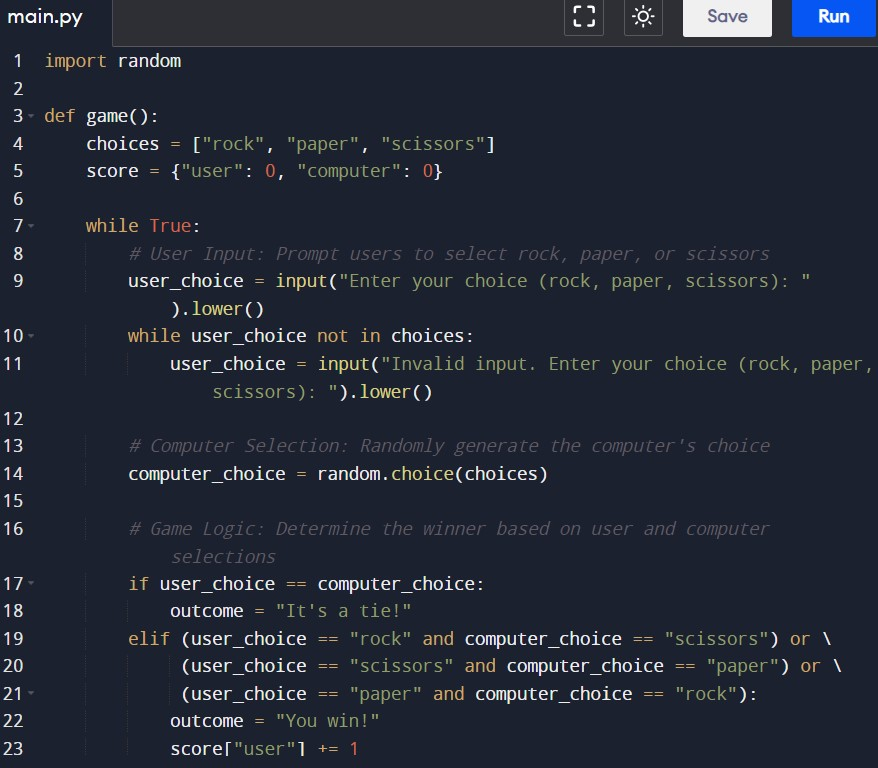 main.py
Save
Run
1 import random
2
3 def game():
4     choices = ["rock", "paper", "scissors"]
5     score = {"user": 0, "computer": 0}
6
7     while True:
8         # User Input: Prompt users to select rock, paper, or scissors
9         user_choice = input("Enter your choice (rock, paper, scissors): "
            ).lower()
10         while user_choice not in choices:
11             user_choice = input("Invalid input. Enter your choice (rock, paper,
                scissors): ").lower()
12
13         # Computer Selection: Randomly generate the computer's choice
14         computer_choice = random.choice(choices)
15
16         # Game Logic: Determine the winner based on user and computer
            selections
17         if user_choice == computer_choice:
18             outcome = "It's a tie!"
19         elif (user_choice == "rock" and computer_choice == "scissors") or \
20              (user_choice == "scissors" and computer_choice == "paper") or \
21              (user_choice == "paper" and computer_choice == "rock"):
22             outcome = "You win!"
23             score["user"] += 1